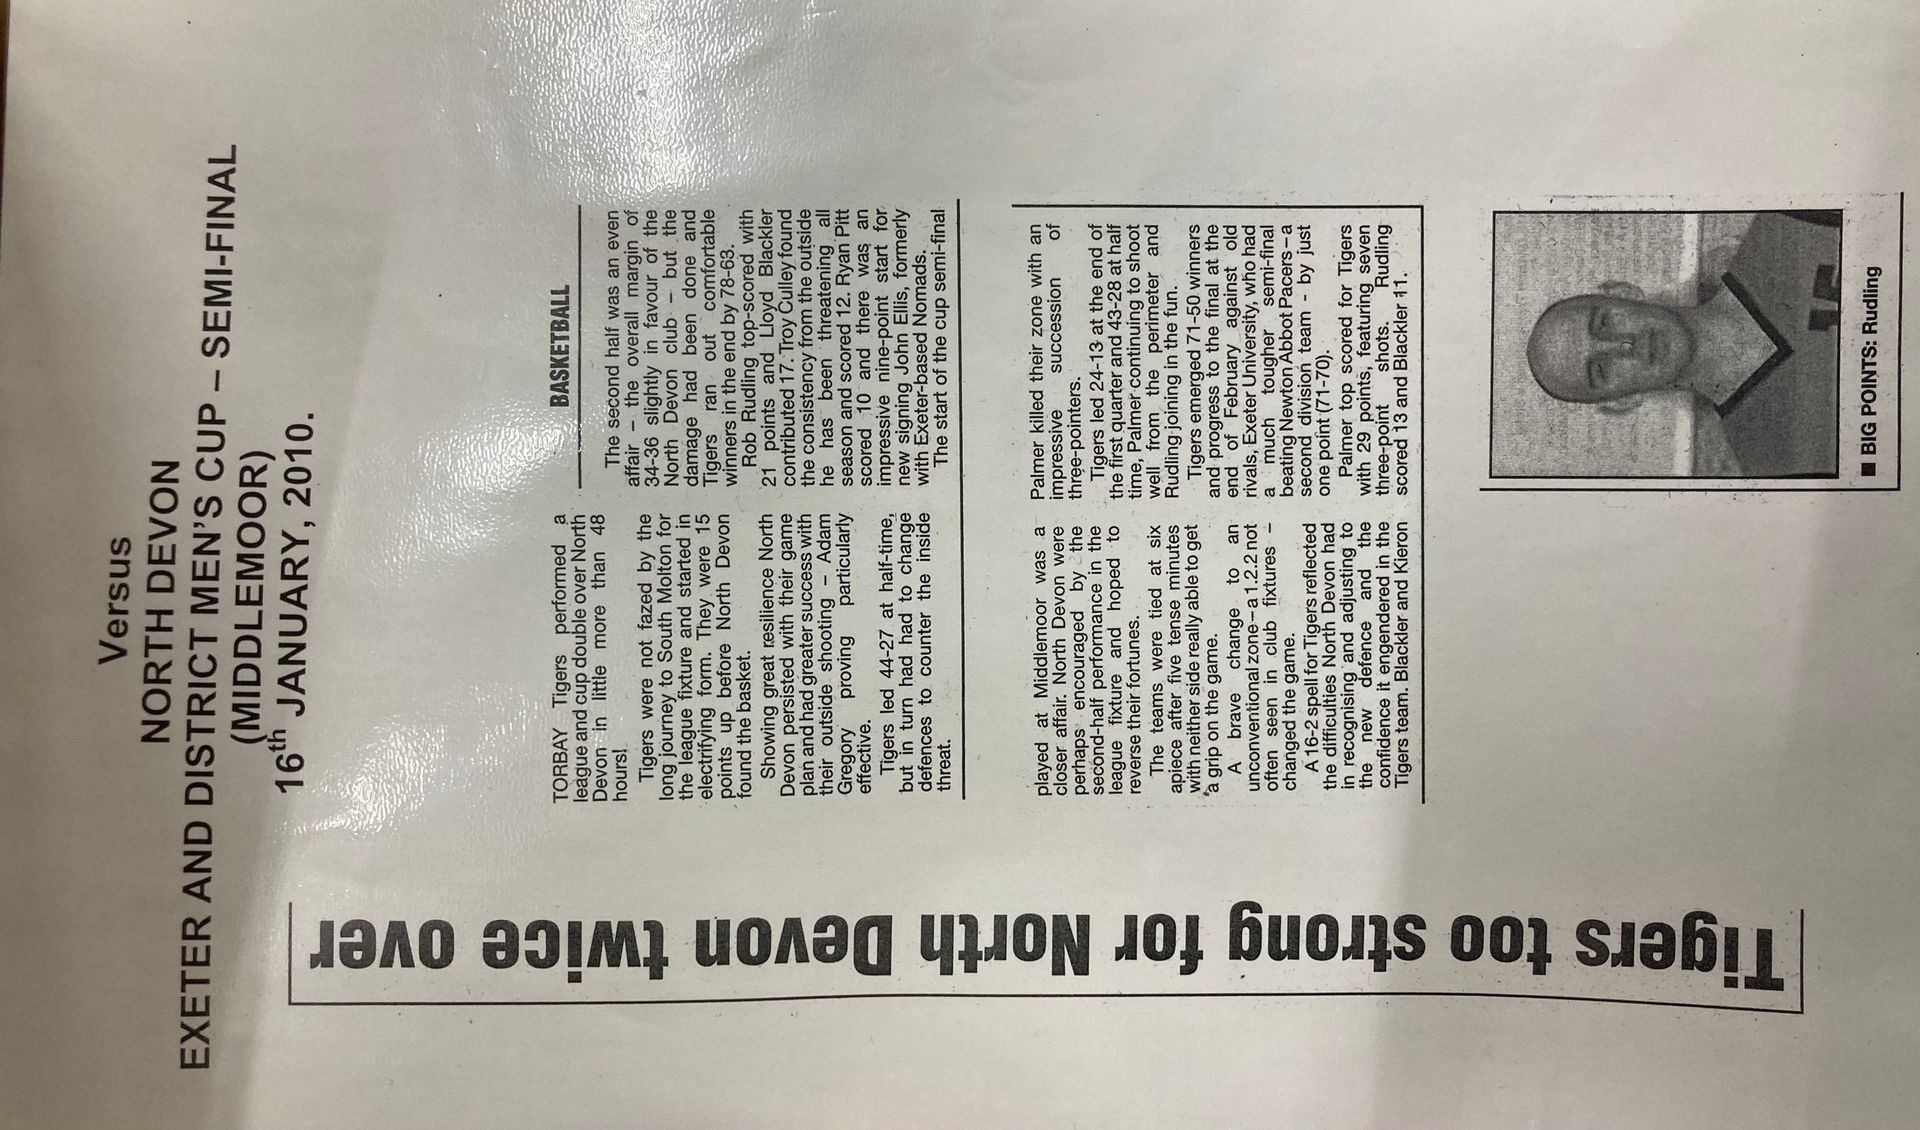 Versus
NORTH DEVON
EXETER AND DISTRICT MEN'S CUP – SEMI-FINAL
(MIDDLEMOOR)
16th JANUARY, 2010.
Tigers too strong for North Devon twice over
BASKETBALL
TORBAY Tigers performed a
league and cup double over North
Devon in little more than 48
hours!
Tigers were not fazed by the
long journey to South Molton for
the league fixture and started in
electrifying form. They were 15
points up before North Devon
found the basket.
Showing great resilience North
Devon persisted with their game
plan and had greater success with
their outside shooting – Adam
Gregory proving particularly
effective.
Tigers led 44-27 at half-time,
but in turn had had to change
defences to counter the inside
threat.
The second half was an even
affair – the overall margin of
34-36 slightly in favour of the
North Devon club – but the
damage had been done and
Tigers ran out comfortable
winners in the end by 78-63.
Rob Rudling top-scored with
21 points and Lloyd Blackler
contributed 17. Troy Culley found
the consistency from the outside
he has been threatening all
season and scored 12. Ryan Pitt
scored 10 and there was an
impressive nine-point start for
new signing John Ellis, formerly
with Exeter-based Nomads.
The start of the cup semi-final
played at Middlemoor was a
closer affair. North Devon were
perhaps encouraged by the
second-half performance in the
league fixture and hoped to
reverse their fortunes.
The teams were tied at six
apiece after five tense minutes
with neither side really able to get
a grip on the game.
A brave change to an
unconventional zone – a 1.2.2 not
often seen in club fixtures –
changed the game.
A 16-2 spell for Tigers reflected
the difficulties North Devon had
in recognising and adjusting to
the new defence and the
confidence it engendered in the
Tigers team. Blackler and Kieron
Palmer killed their zone with an
impressive succession of
three-pointers.
Tigers led 24-13 at the end of
the first quarter and 43-28 at half
time, Palmer continuing to shoot
well from the perimeter and
Rudling joining in the fun.
Tigers emerged 71-50 winners
and progress to the final at the
end of February against old
rivals, Exeter University, who had
a much tougher semi-final
beating Newton Abbot Pacers – a
second division team - by just
one point (71-70).
Palmer top scored for Tigers
with 29 points, featuring seven
three-point shots. Rudling
scored 13 and Blackler 11.
■ BIG POINTS: Rudling